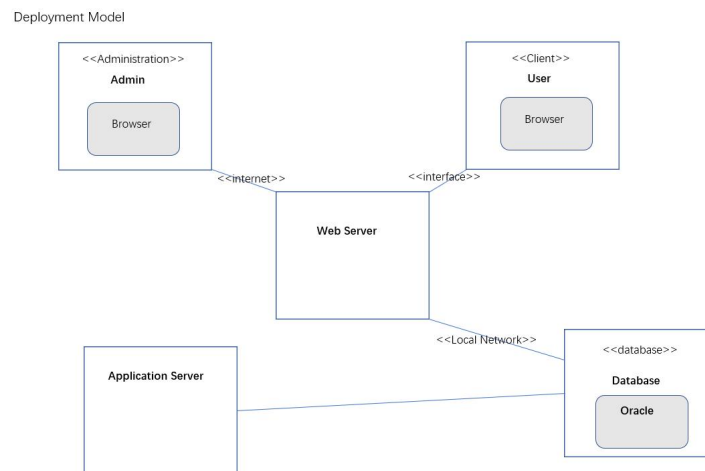 Deployment Model
<<Administration>>
Admin
Browser
<<Client>>
User
Browser
<<internet>>
<<interface>>
Web Server
<<Local Network>>
<<database>>
Database
Oracle
Application Server